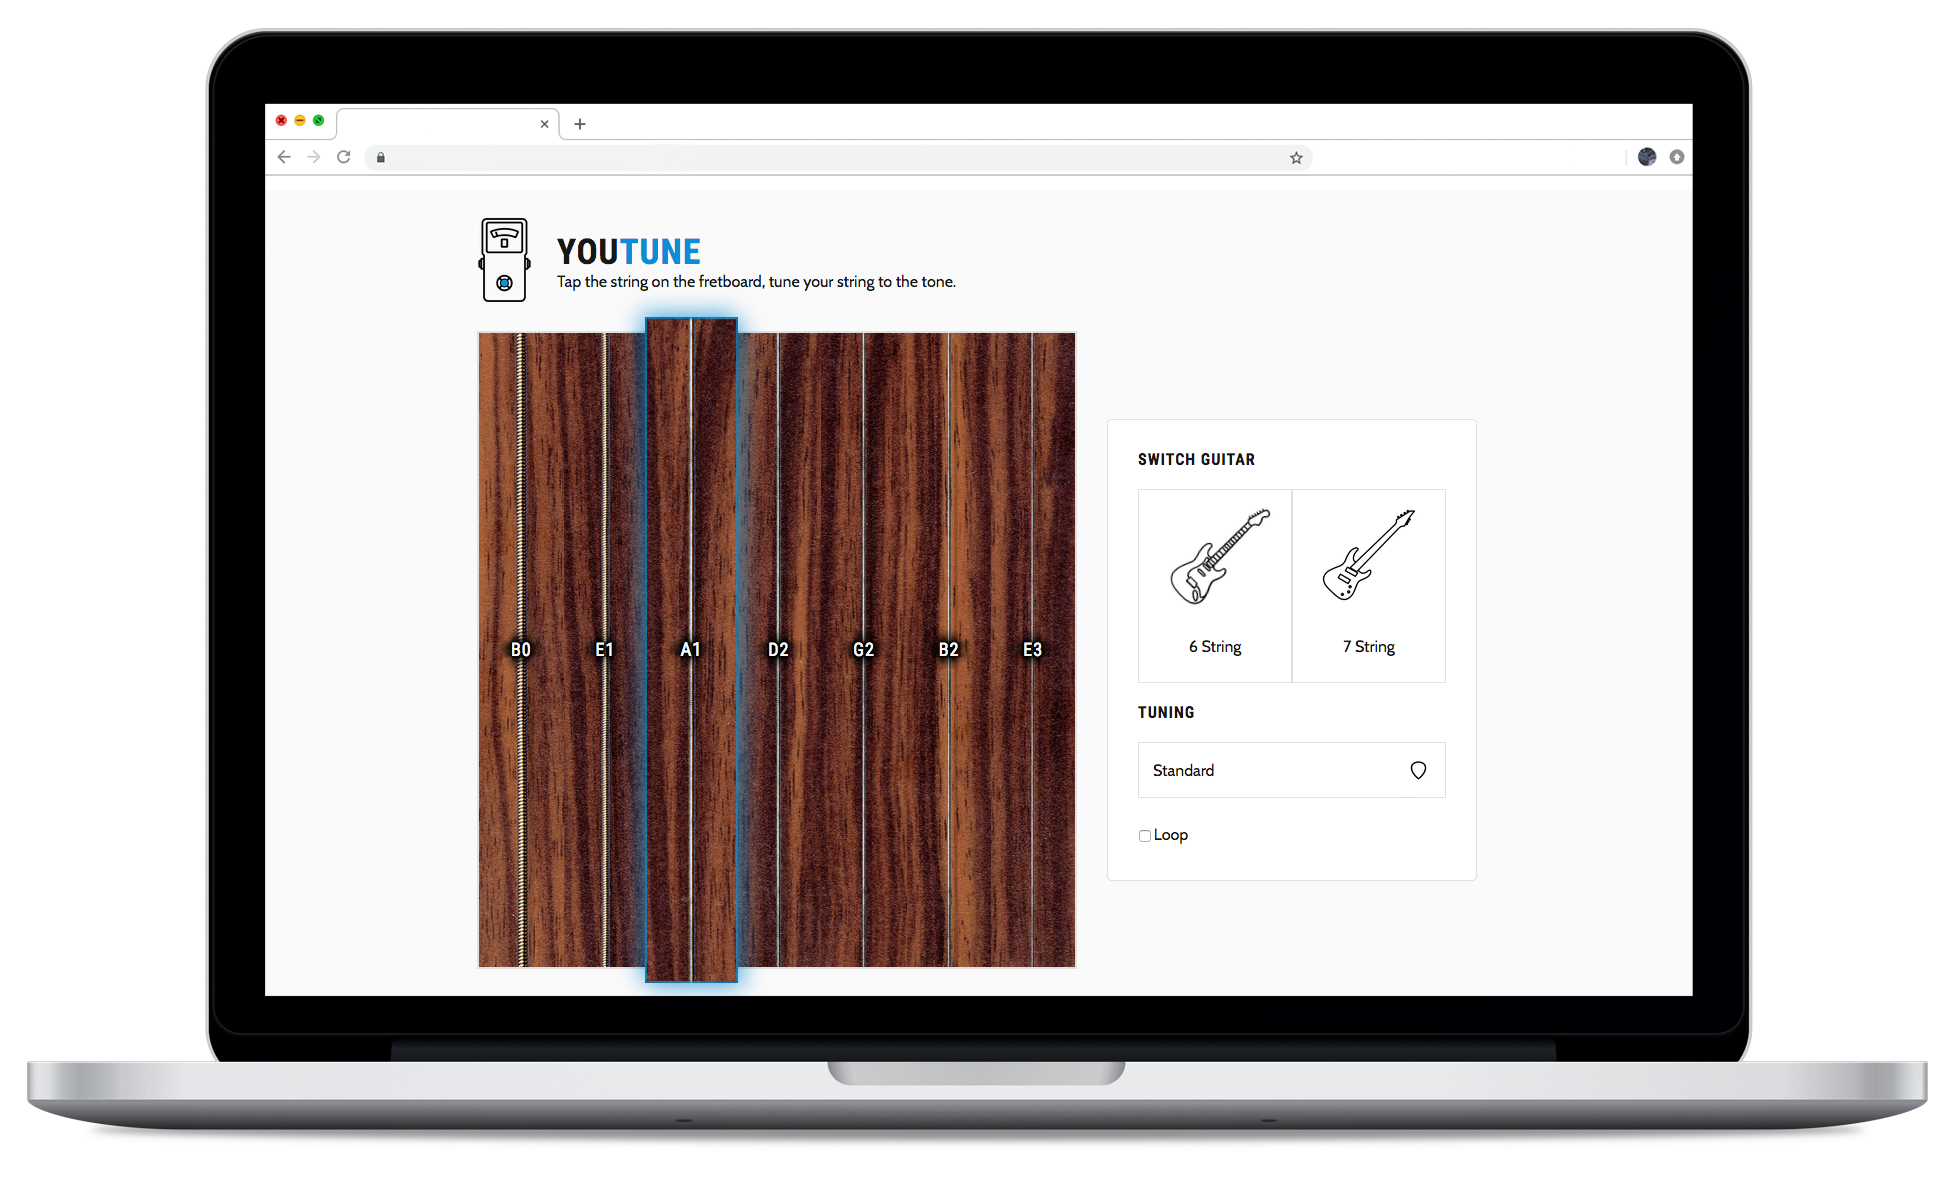 YOUTUNE
Tap the string on the fretboard, tune your string to the tone.
B0 E1 A1 D2 G2 B2 E3
SWITCH GUITAR
6 String 7 String
TUNING
Standard
Loop